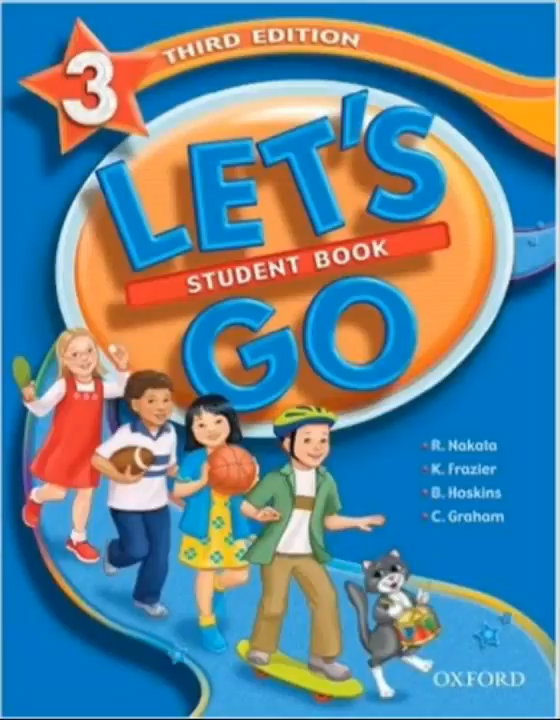 3
THIRD EDITION
LET'S
STUDENT BOOK
GO
R. Nakata
K. Frazier
B. Hoskins
C. Graham
OXFORD